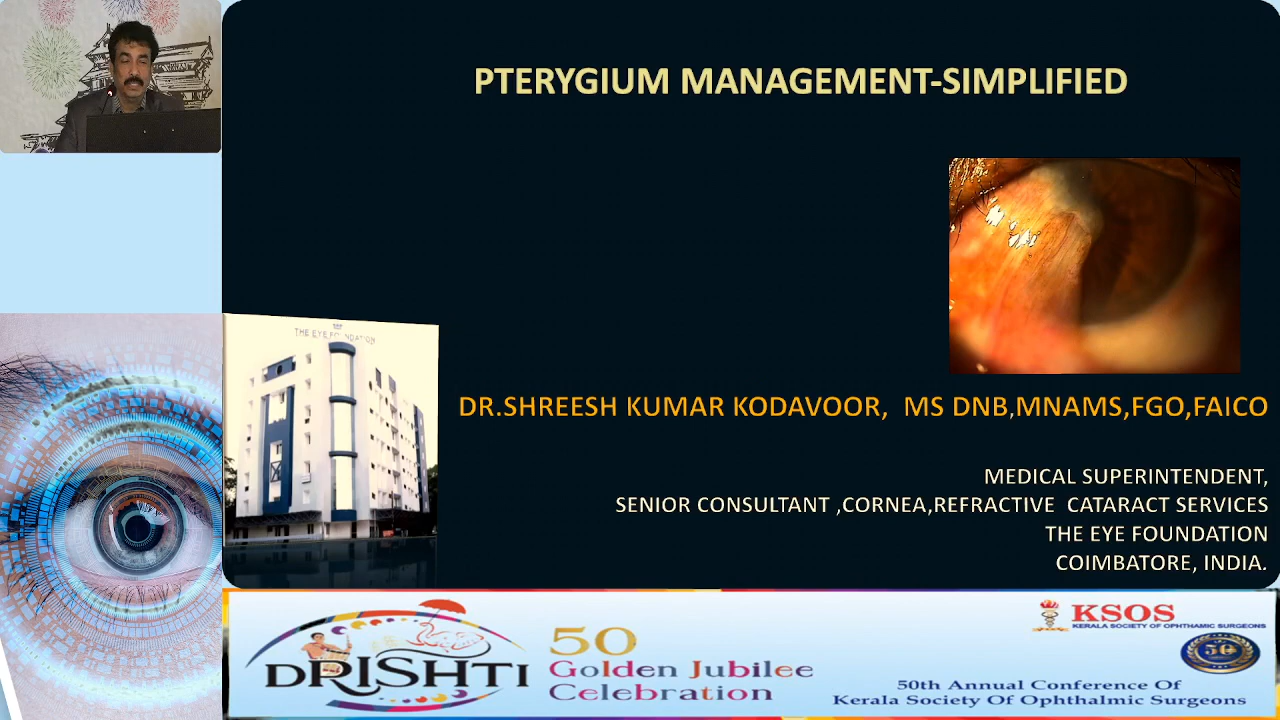 PTERYGIUM MANAGEMENT-SIMPLIFIED
THE EYE FOUNDATION
DR.SHREESH KUMAR KODAVOOR, MS DNB,MNAMS,FGO,FAICO
MEDICAL SUPERINTENDENT,
SENIOR CONSULTANT ,CORNEA,REFRACTIVE CATARACT SERVICES
THE EYE FOUNDATION
COIMBATORE, INDIA.
DRISHTI
50
Golden Jubilee
Celebration
KSOS
KERALA SOCIETY OF OPHTHAMIC SURGEONS
50
50th Annual Conference Of
Kerala Society Of Ophthalmic Surgeons